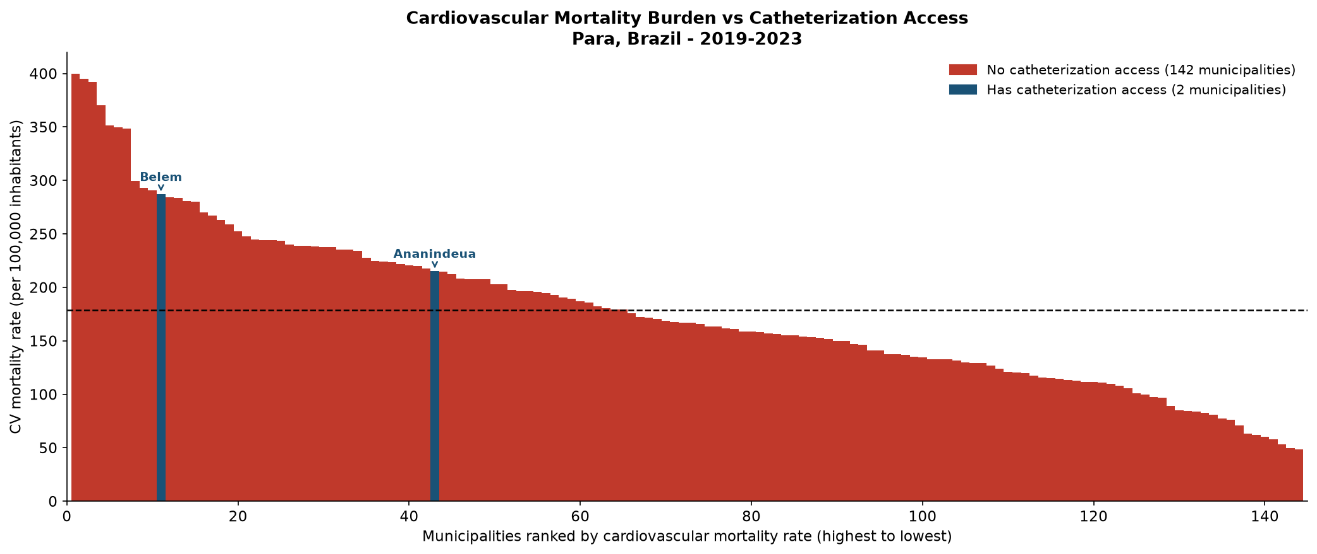 Cardiovascular Mortality Burden vs Catheterization Access
Para, Brazil - 2019-2023
No catheterization access (142 municipalities)
Has catheterization access (2 municipalities)
CV mortality rate (per 100,000 inhabitants)
400
350
300
250
200
150
100
50
0
Belem
Ananindeua
0 20 40 60 80 100 120 140
Municipalities ranked by cardiovascular mortality rate (highest to lowest)